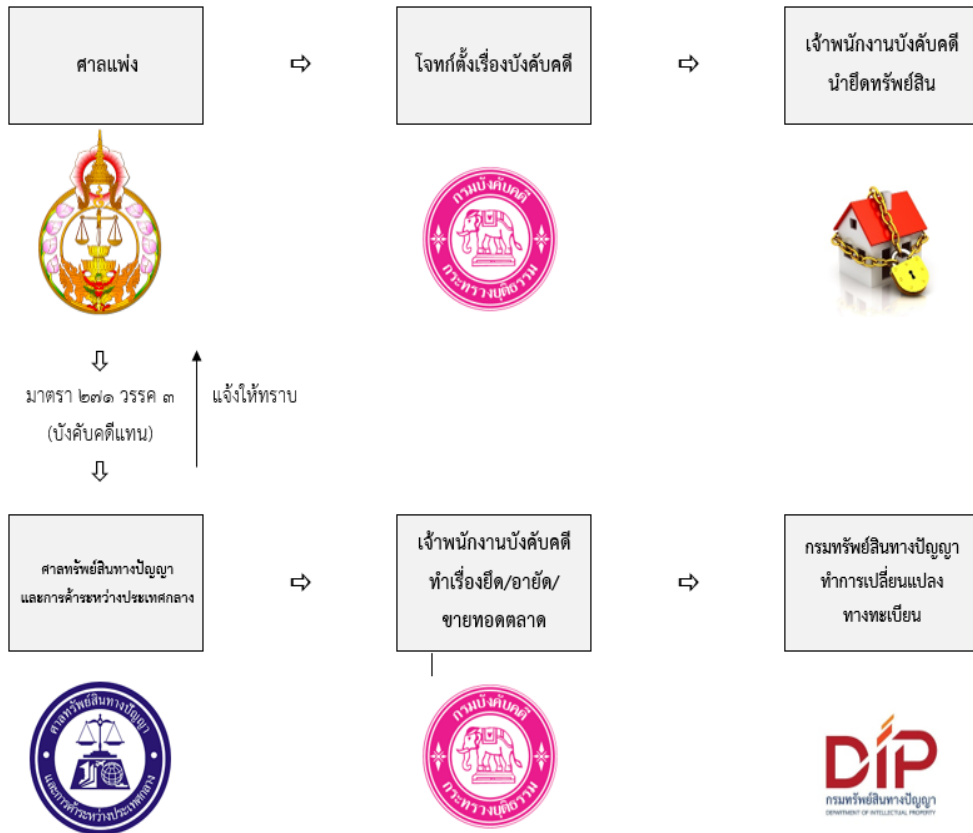 ศาลแพ่ง
โจทก์ตั้งเรื่องบังคับคดี
เจ้าพนักงานบังคับคดี
นำยึดทรัพย์สิน
กรมบังคับคดี
กระทรวงยุติธรรม
มาตรา ๒๗๑ วรรค ๓
(บังคับคดีแทน)
แจ้งให้ทราบ
ศาลทรัพย์สินทางปัญญา
และการค้าระหว่างประเทศกลาง
เจ้าพนักงานบังคับคดี
ทำเรื่องยึด/อายัด/
ขายทอดตลาด
กรมทรัพย์สินทางปัญญา
ทำการเปลี่ยนแปลง
ทางทะเบียน
ศาลทรัพย์สินทางปัญญา
และการค้าระหว่างประเทศกลาง
กรมบังคับคดี
กระทรวงยุติธรรม
DIP
กรมทรัพย์สินทางปัญญา
DEPARTMENT OF INTELLECTUAL PROPERTY